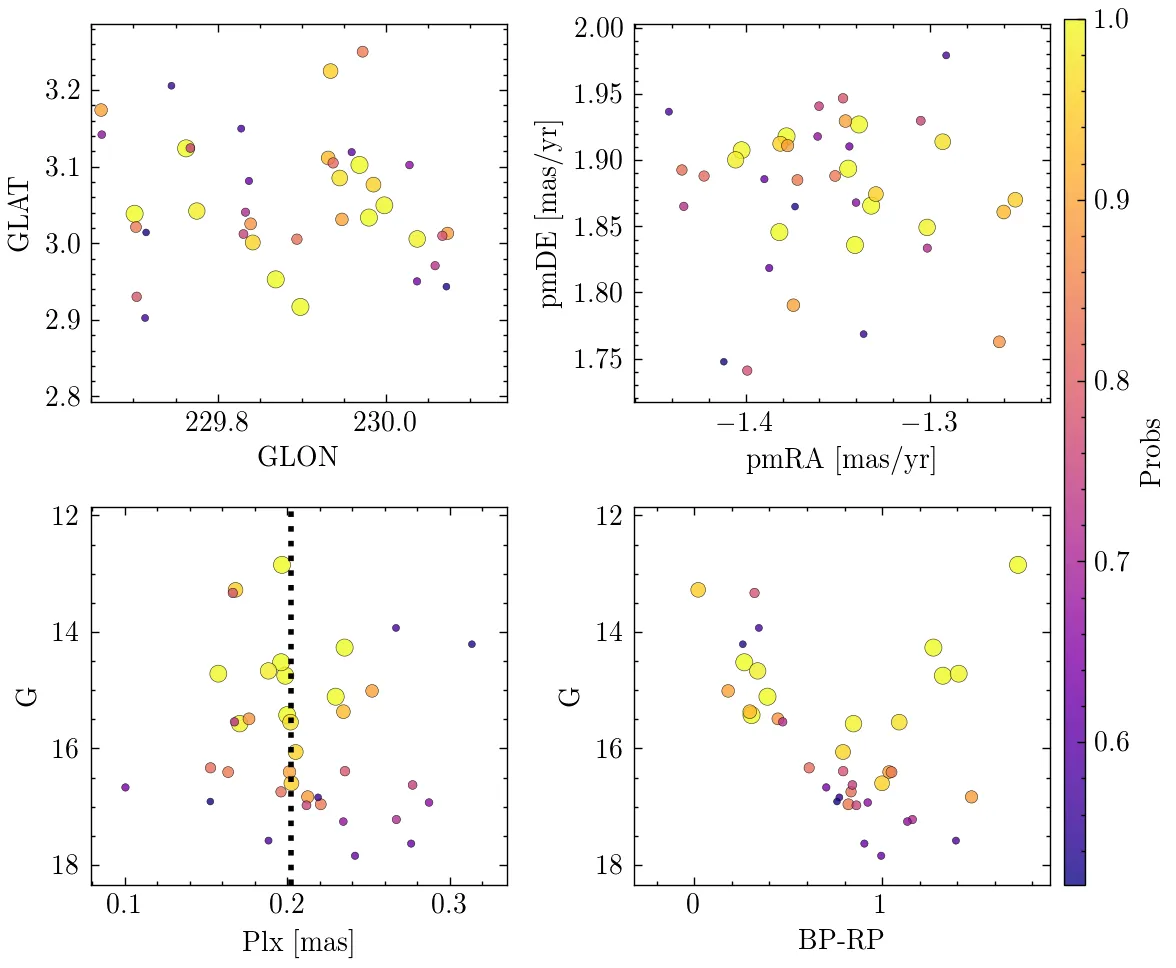 3.2
3.1
3.0
2.9
2.8
GLAT
229.8 230.0
GLON
2.00
1.95
1.90
1.85
1.80
1.75
pmDE [mas/yr]
−1.4 −1.3
pmRA [mas/yr]
12
14
16
18
G
0.1 0.2 0.3
Plx [mas]
12
14
16
18
G
0 1
BP-RP
1.0
0.9
0.8
0.7
0.6
Probs